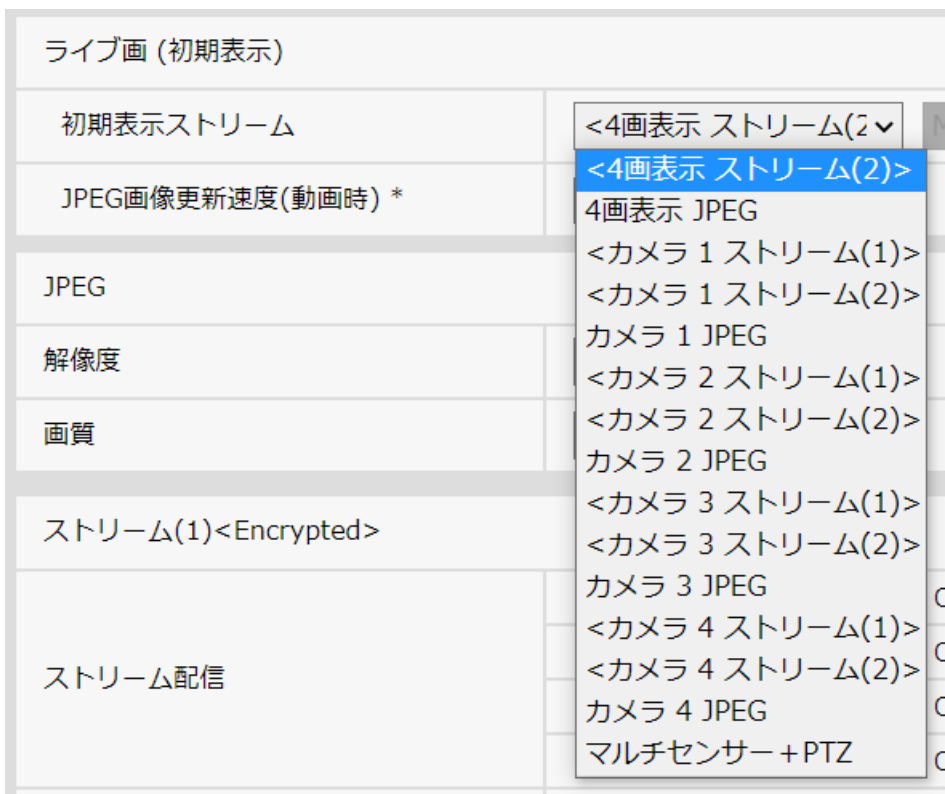 ライブ画 (初期表示)
初期表示ストリーム
<4画表示 ストリーム(2
JPEG画像更新速度(動画時) *
JPEG
解像度
画質
ストリーム(1)<Encrypted>
ストリーム配信
<4画表示 ストリーム(2)>
4画表示 JPEG
<カメラ 1 ストリーム(1)>
<カメラ 1 ストリーム(2)>
カメラ 1 JPEG
<カメラ 2 ストリーム(1)>
<カメラ 2 ストリーム(2)>
カメラ 2 JPEG
<カメラ 3 ストリーム(1)>
<カメラ 3 ストリーム(2)>
カメラ 3 JPEG
<カメラ 4 ストリーム(1)>
<カメラ 4 ストリーム(2)>
カメラ 4 JPEG
マルチセンサー＋PTZ